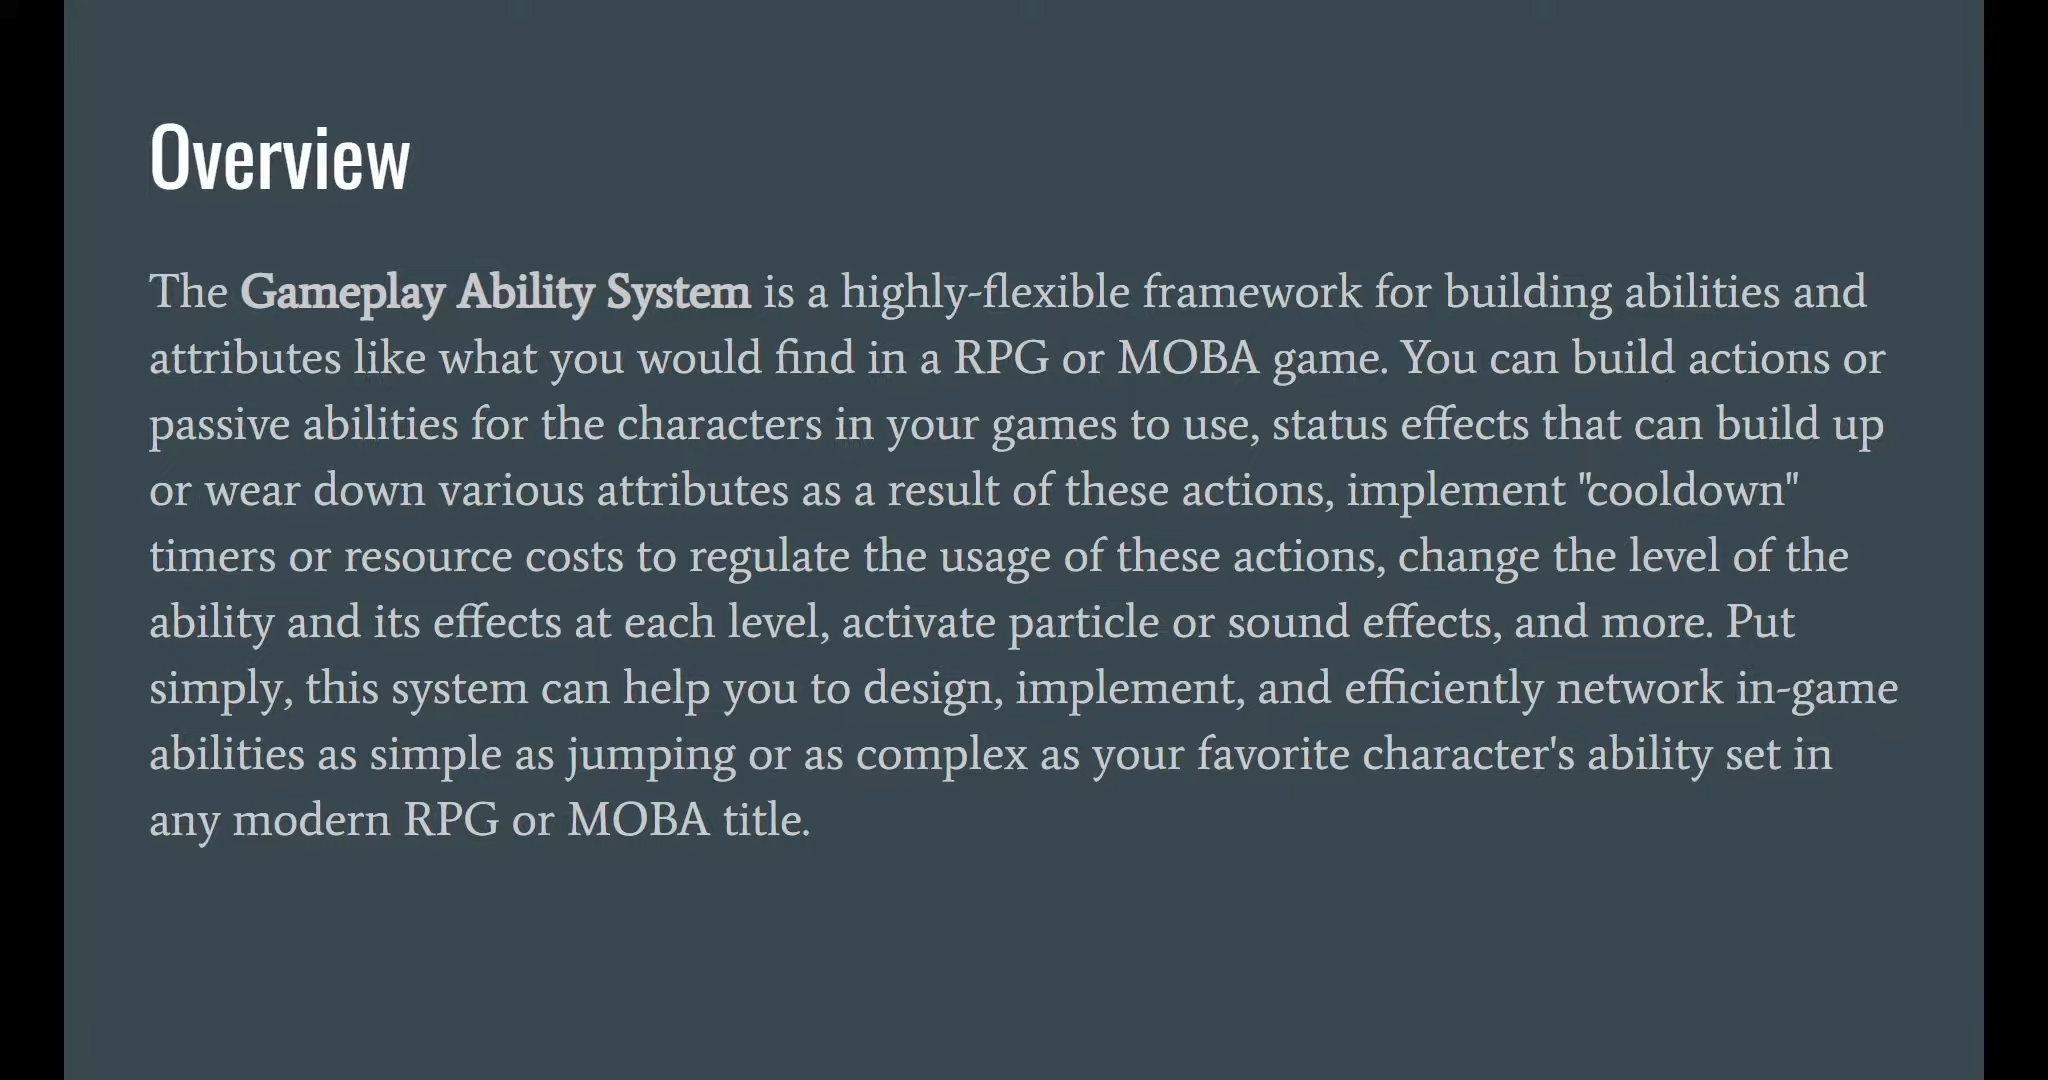 Overview
The Gameplay Ability System is a highly-flexible framework for building abilities and
attributes like what you would find in a RPG or MOBA game. You can build actions or
passive abilities for the characters in your games to use, status effects that can build up
or wear down various attributes as a result of these actions, implement "cooldown"
timers or resource costs to regulate the usage of these actions, change the level of the
ability and its effects at each level, activate particle or sound effects, and more. Put
simply, this system can help you to design, implement, and efficiently network in-game
abilities as simple as jumping or as complex as your favorite character's ability set in
any modern RPG or MOBA title.